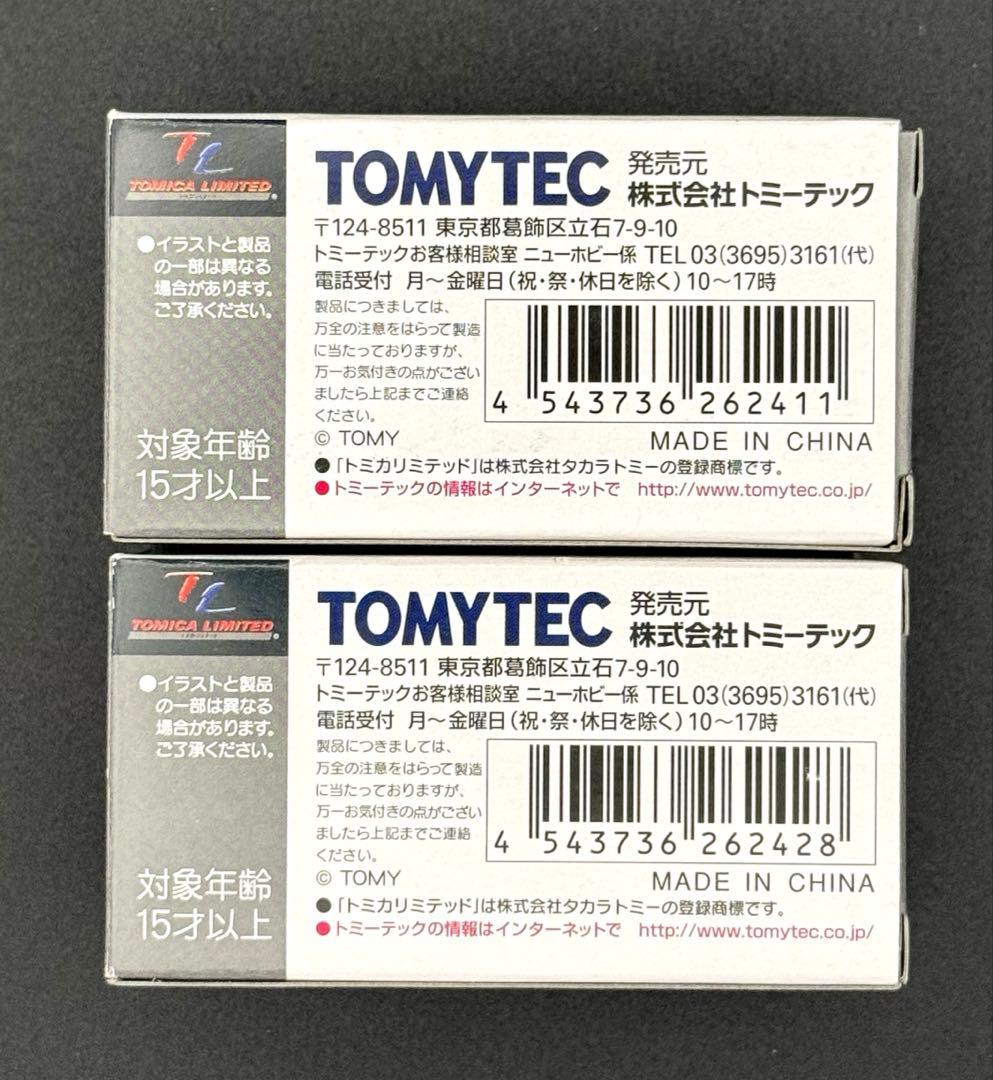 TL
TOMICA LIMITED
●イラストと製品
の一部は異なる
場合があります。
ご了承ください。
対象年齢
15才以上
TOMYTEC 発売元
株式会社トミーテック
〒124-8511 東京都葛飾区立石7-9-10
トミーテックお客様相談室 ニューホビー係 TEL 03(3695)3161(代)
電話受付 月～金曜日(祝・祭・休日を除く)10～17時
製品につきましては、
万全の注意をはらって製造
に当たっておりますが、
万一お気付きの点がござい
ましたら上記までご連絡
ください。
4 543736 262411
© TOMY MADE IN CHINA
●「トミカリミテッド」は株式会社タカラトミーの登録商標です。
●トミーテックの情報はインターネットで http://www.tomytec.co.jp/
TL
TOMICA LIMITED
●イラストと製品
の一部は異なる
場合があります。
ご了承ください。
対象年齢
15才以上
TOMYTEC 発売元
株式会社トミーテック
〒124-8511 東京都葛飾区立石7-9-10
トミーテックお客様相談室 ニューホビー係 TEL 03(3695)3161(代)
電話受付 月～金曜日(祝・祭・休日を除く)10～17時
製品につきましては、
万全の注意をはらって製造
に当たっておりますが、
万一お気付きの点がござい
ましたら上記までご連絡
ください。
4 543736 262428
© TOMY MADE IN CHINA
●「トミカリミテッド」は株式会社タカラトミーの登録商標です。
●トミーテックの情報はインターネットで http://www.tomytec.co.jp/